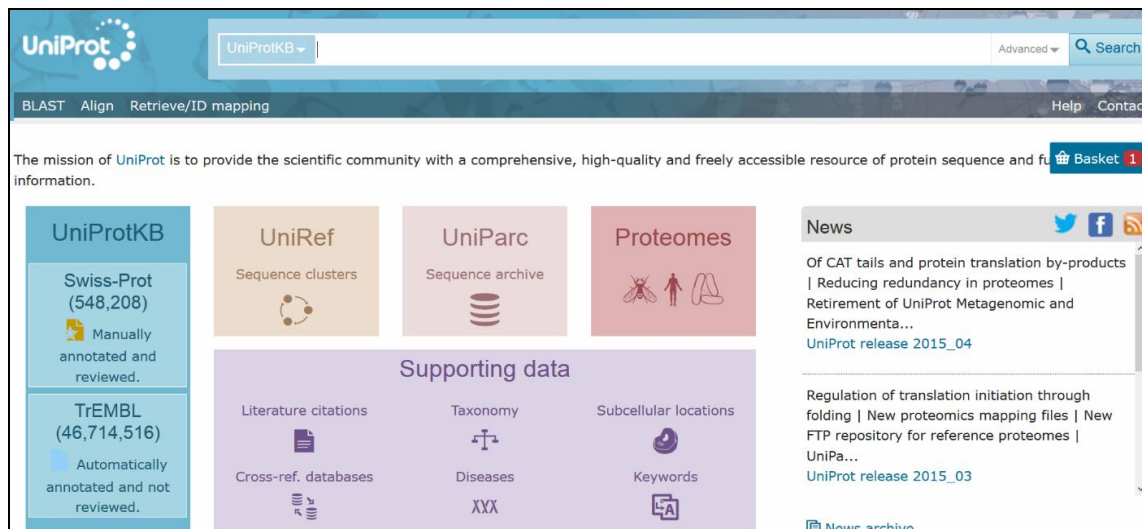 UniProt
UniProtKB
Advanced
Search
BLAST Align Retrieve/ID mapping
Help
The mission of UniProt is to provide the scientific community with a comprehensive, high-quality and freely accessible resource of protein sequence and
Basket 1
information.
UniProtKB
Swiss-Prot
(548,208)
Manually
annotated and
reviewed.
TrEMBL
(46,714,516)
Automatically
annotated and not
reviewed.
UniRef
Sequence clusters
UniParc
Sequence archive
Proteomes
Supporting data
Literature citations
Taxonomy
Subcellular locations
Cross-ref. databases
Diseases
XXX
Keywords
News
Of CAT tails and protein translation by-products
| Reducing redundancy in proteomes |
Retirement of UniProt Metagenomic and
Environmenta...
UniProt release 2015_04
Regulation of translation initiation through
folding | New proteomics mapping files | New
FTP repository for reference proteomes |
UniPa...
UniProt release 2015_03
News archive